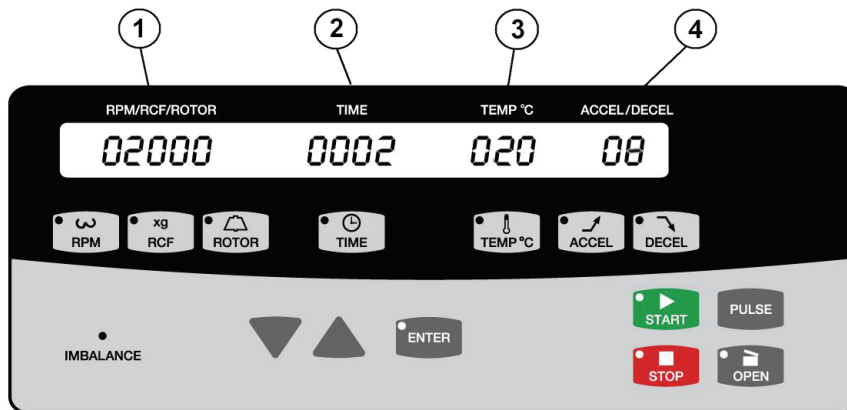 1 2 3 4
RPM/RCF/ROTOR TIME TEMP °C ACCEL/DECEL
02000 0002 020 08
xg
RPM RCF ROTOR TIME TEMP°C ACCEL DECEL
START PULSE
ENTER
IMBALANCE
STOP OPEN